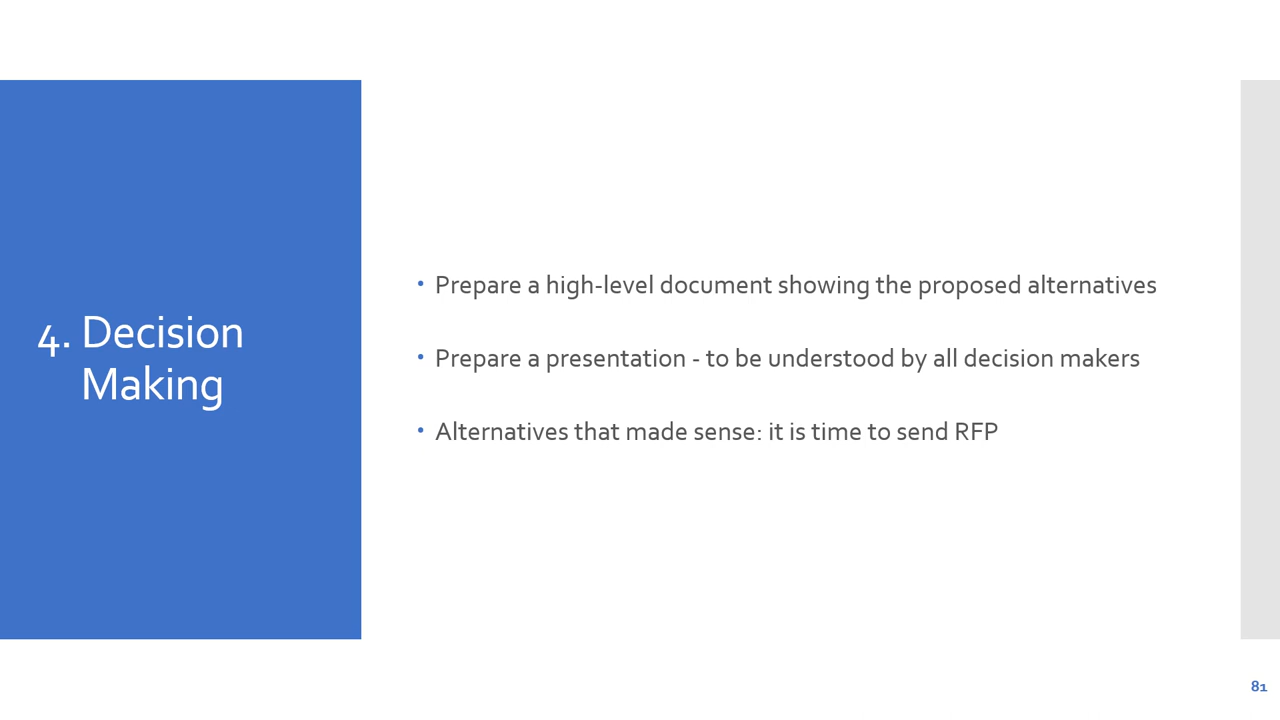 4. Decision
Making
• Prepare a high-level document showing the proposed alternatives
• Prepare a presentation - to be understood by all decision makers
• Alternatives that made sense: it is time to send RFP
81